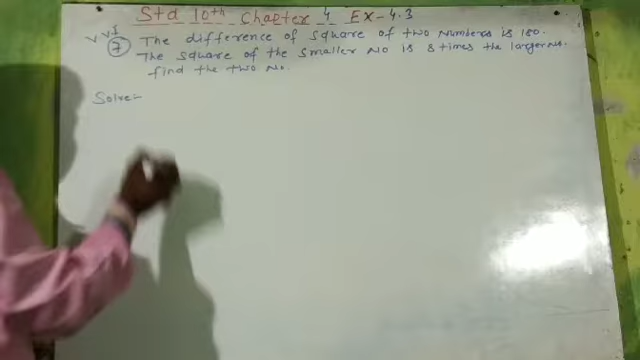 Std 10th Chapter 4 Ex-4.3
VVI
7 The difference of square of two numbers is 180.
The square of the smaller no is 8 times the larger no.
find the two no.
Solve:-